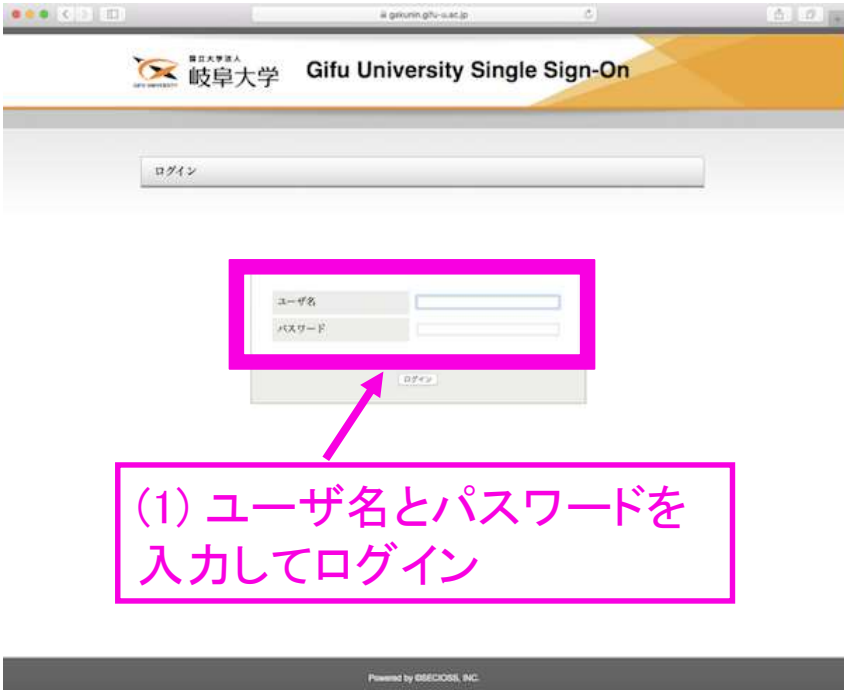 gakunin.gifu-u.ac.jp
国立大学法人
岐阜大学
GIFU UNIVERSITY
Gifu University Single Sign-On
ログイン
ユーザ名
パスワード
ログイン
(1) ユーザ名とパスワードを
入力してログイン
Powered by ©SECIOSS, INC.